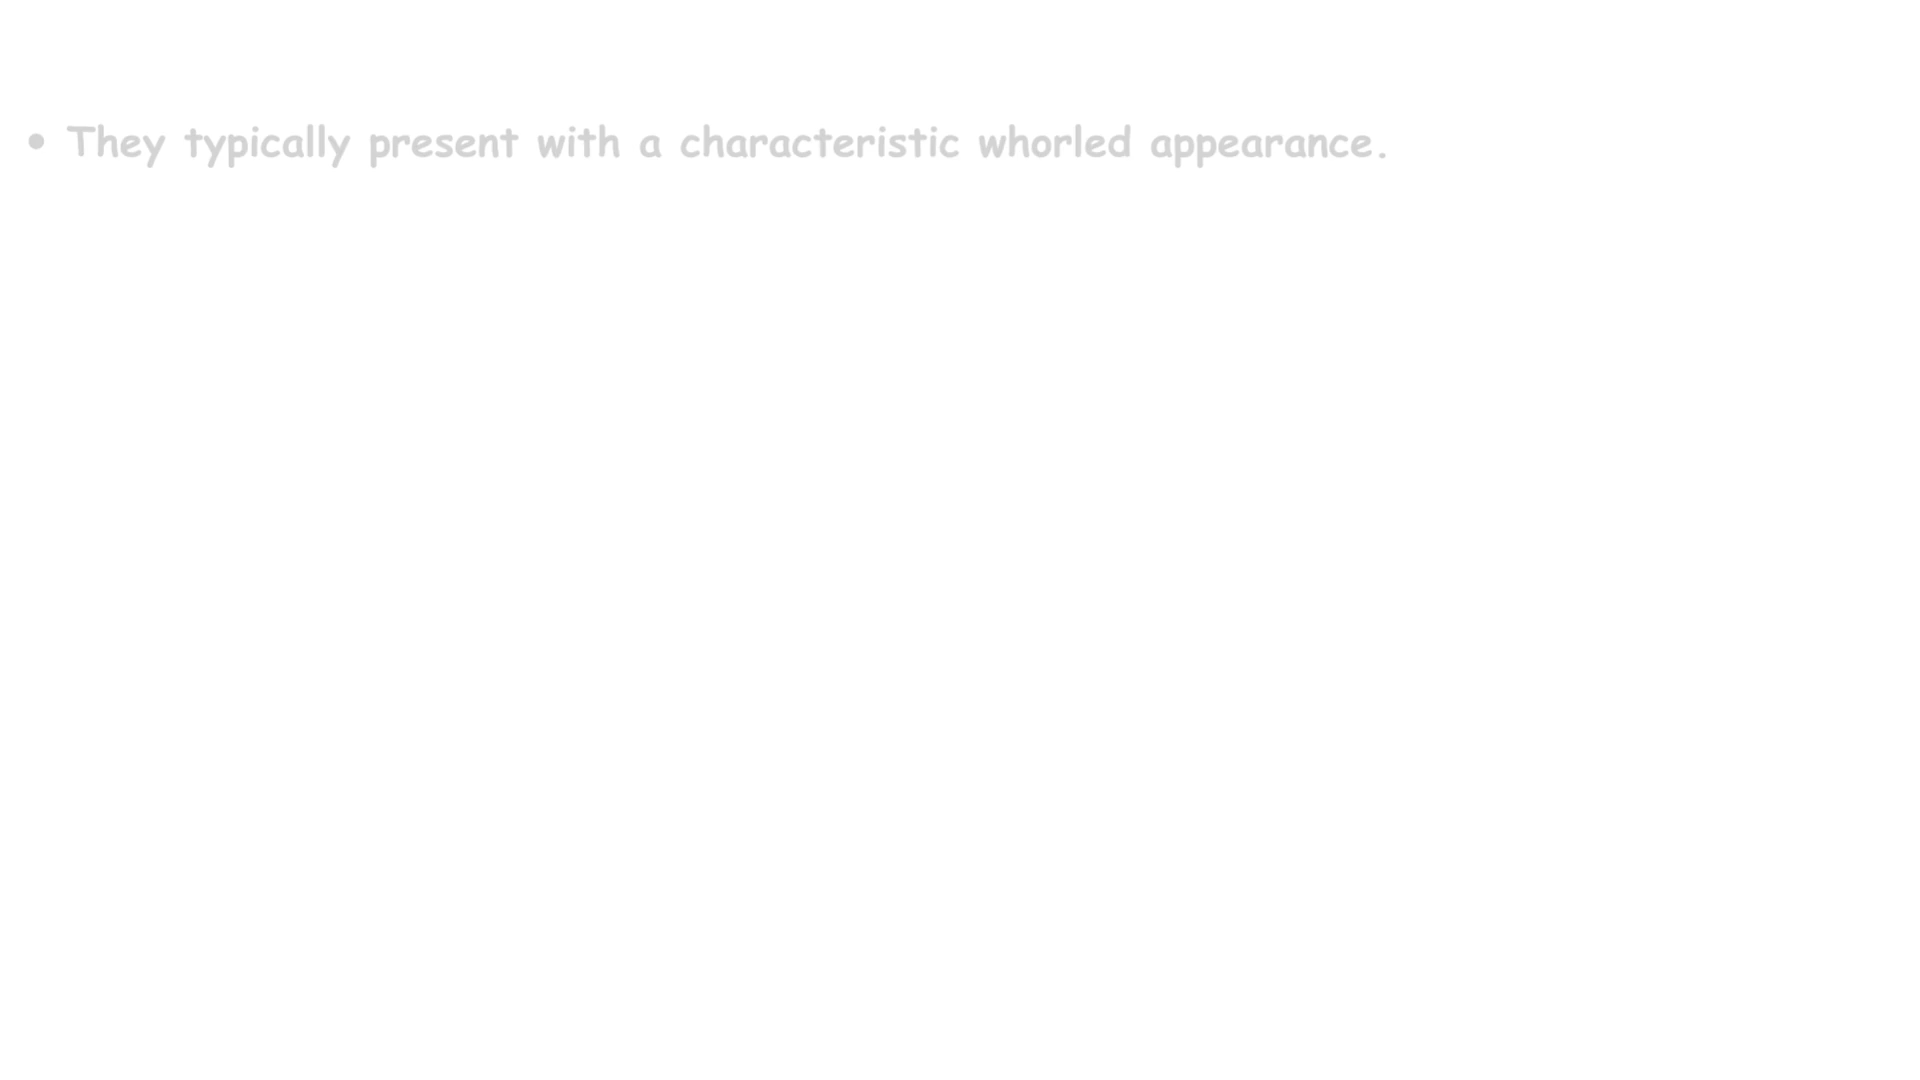 • They typically present with a characteristic whorled appearance.